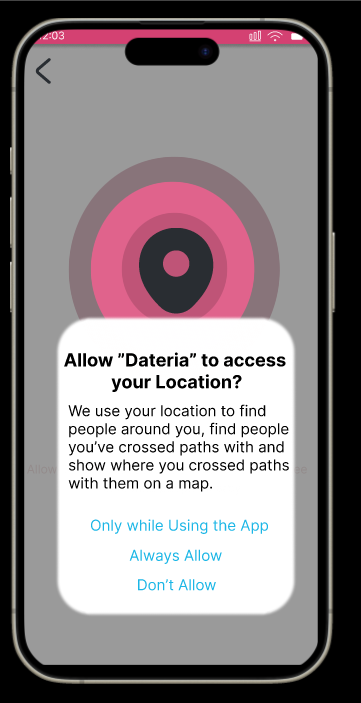 12:03
Allow ”Dateria” to access
your Location?
We use your location to find
people around you, find people
you’ve crossed paths with and
show where you crossed paths
with them on a map.
Allow
Only while Using the App
Always Allow
Don’t Allow